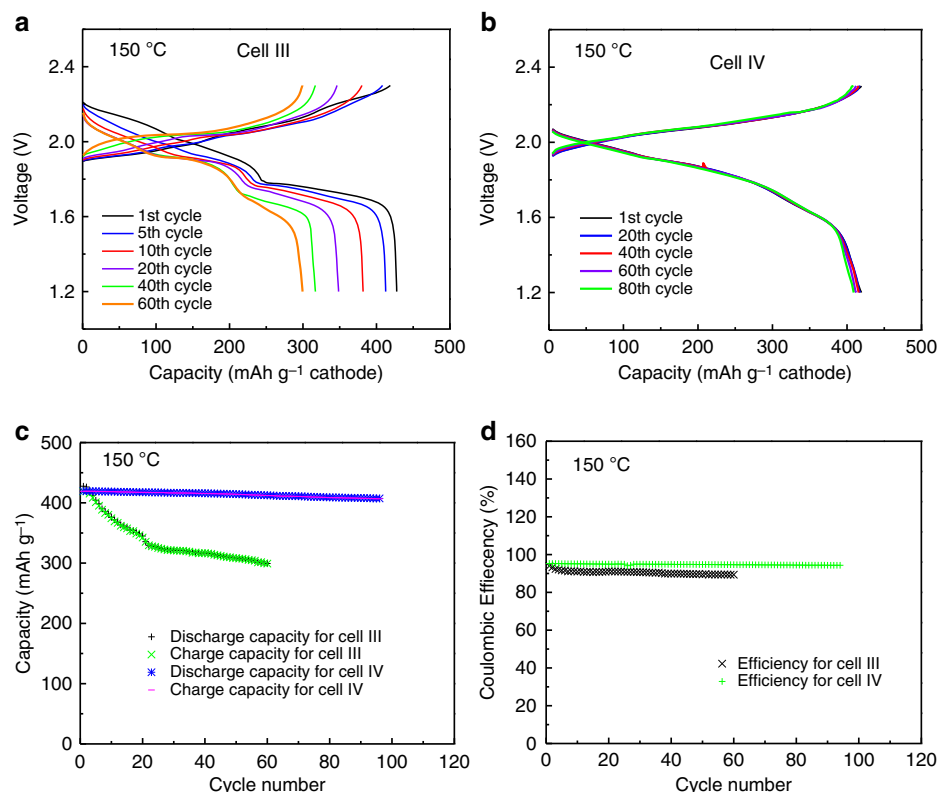 a
150 °C
Cell III
2.4
2.0
1.6
1.2
Voltage (V)
1st cycle
5th cycle
10th cycle
20th cycle
40th cycle
60th cycle
0 100 200 300 400 500
Capacity (mAh g⁻¹ cathode)
b
150 °C
Cell IV
2.4
2.0
1.6
1.2
Voltage (V)
1st cycle
20th cycle
40th cycle
60th cycle
80th cycle
0 100 200 300 400 500
Capacity (mAh g⁻¹ cathode)
c
150 °C
500
400
300
250
200
100
0
Capacity (mAh g⁻¹)
Discharge capacity for cell III
Charge capacity for cell III
Discharge capacity for cell IV
Charge capacity for cell IV
0 20 40 60 80 100 120
Cycle number
d
150 °C
160
140
120
100
80
60
40
20
0
Coulombic Effiecency (%)
Efficiency for cell III
Efficiency for cell IV
0 20 40 60 80 100 120
Cycle number